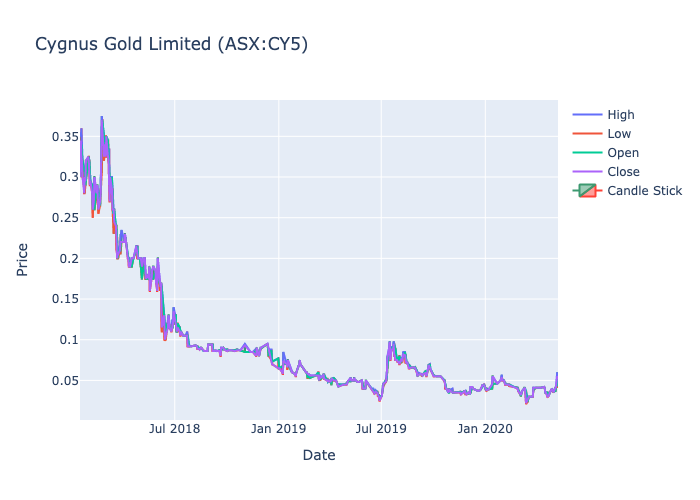 Cygnus Gold Limited (ASX:CY5)
High
Low
Open
Close
Candle Stick
Price
0.35
0.3
0.25
0.2
0.15
0.1
0.05
Jul 2018
Jan 2019
Jul 2019
Jan 2020
Date